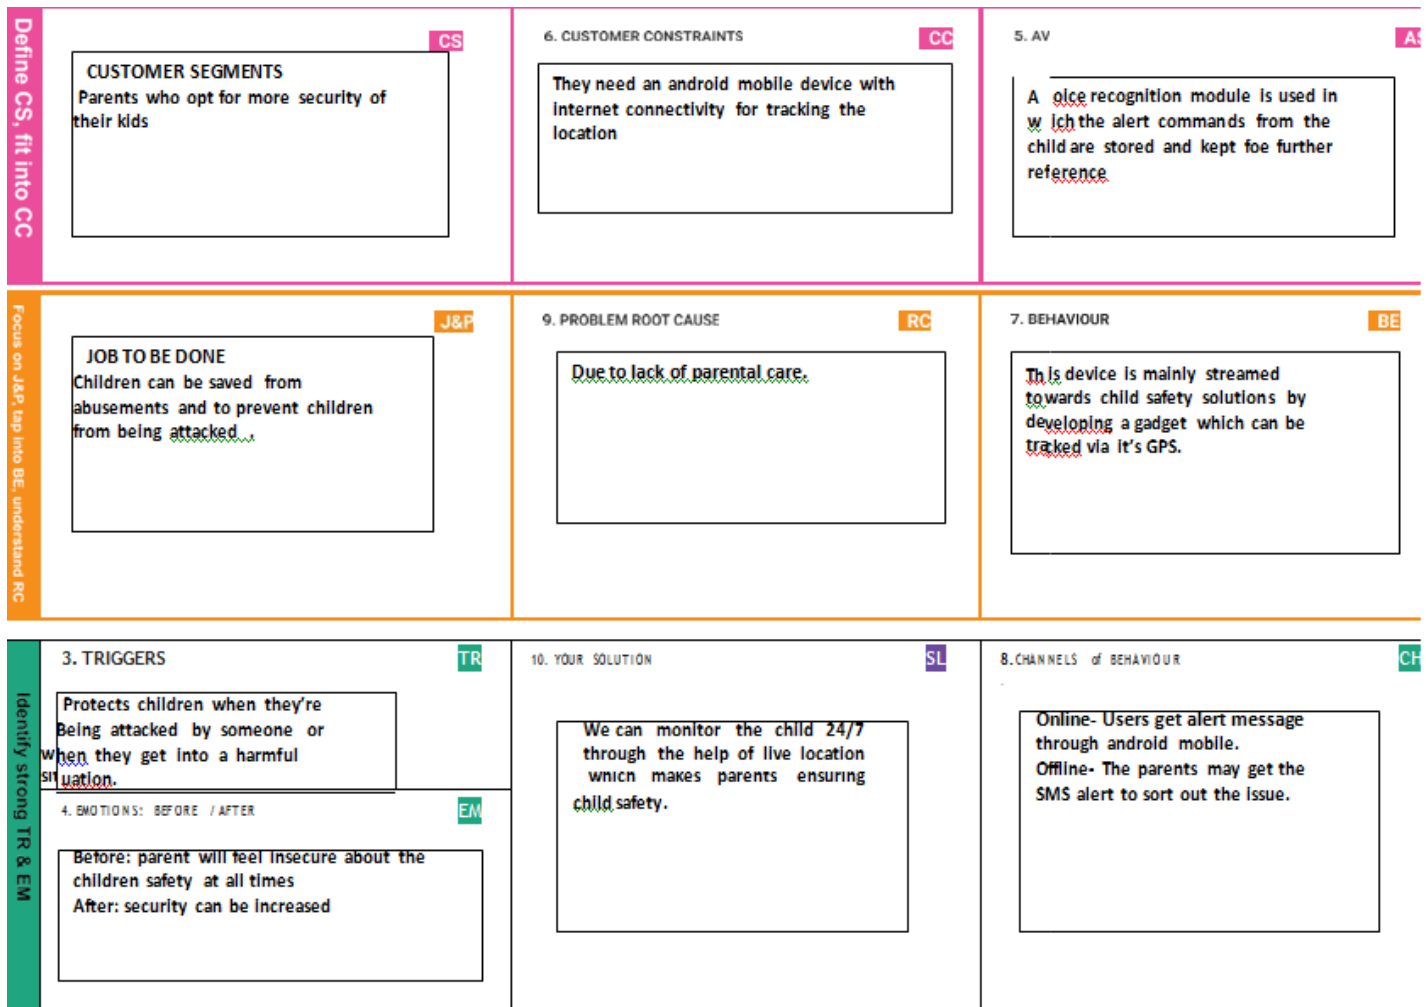 Define CS, fit into CC
CS
CUSTOMER SEGMENTS
Parents who opt for more security of
their kids
6. CUSTOMER CONSTRAINTS
CC
They need an android mobile device with
internet connectivity for tracking the
location
5. AV
AS
A oice recognition module is used in
w ich the alert commands from the
child are stored and kept foe further
reference
Focus on J&P, tap into BE, understand RC
J&P
JOB TO BE DONE
Children can be saved from
abusements and to prevent children
from being attacked .
9. PROBLEM ROOT CAUSE
RC
Due to lack of parental care.
7. BEHAVIOUR
BE
This device is mainly streamed
towards child safety solutions by
developing a gadget which can be
tracked via it's GPS.
Identify strong TR & EM
3. TRIGGERS
TR
Protects children when they're
Being attacked by someone or
when they get into a harmful
situation.
4. EMOTIONS: BEFORE / AFTER
EM
Before: parent will feel insecure about the
children safety at all times
After: security can be increased
10. YOUR SOLUTION
SL
We can monitor the child 24/7
through the help of live location
which makes parents ensuring
child safety.
8. CHANNELS of BEHAVIOUR
CH
Online- Users get alert message
through android mobile.
Offline- The parents may get the
SMS alert to sort out the issue.